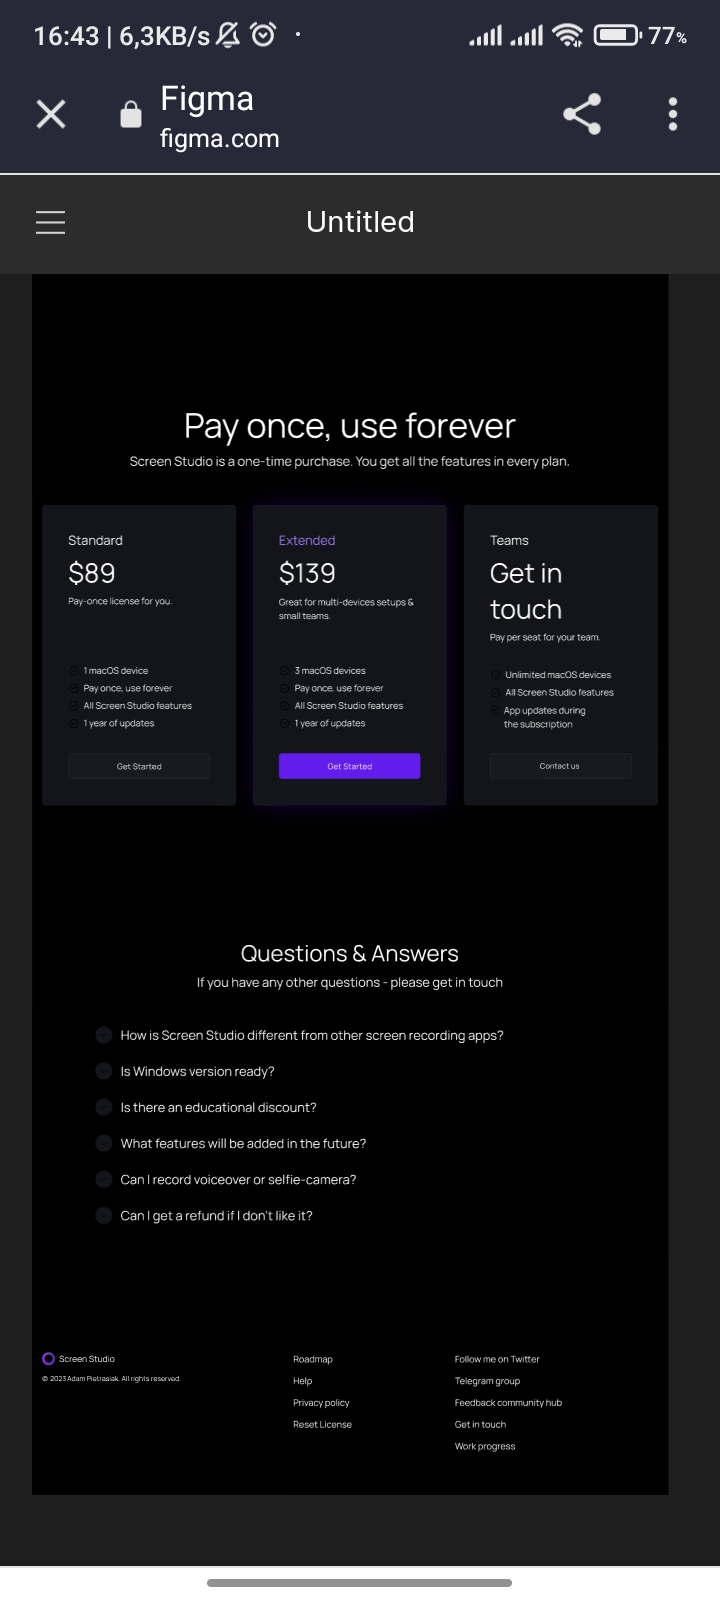 16:43 | 6,3KB/s
77%
Figma
figma.com
Untitled
Pay once, use forever
Screen Studio is a one-time purchase. You get all the features in every plan.
Standard
$89
Pay-once license for you.
1 macOS device
Pay once, use forever
All Screen Studio features
1 year of updates
Get Started
Extended
$139
Great for multi-devices setups &
small teams.
3 macOS devices
Pay once. use forever
All Screen Studio features
1 year of updates
Get Started
Teams
Get in
touch
Pay per seat for your team.
Unlimited macOS devices
All Screen Studio features
App updates during
the subscription
Contact us
Questions & Answers
If you have any other questions - please get in touch
How is Screen Studio different from other screen recording apps?
Is Windows version ready?
Is there an educational discount?
What features will be added in the future?
Can I record voiceover or selfie-camera?
Can I get a refund if I don't like it?
Screen Studio
© 2023 Adam Pietrasiak. All rights reserved.
Roadmap
Help
Privacy policy
Reset License
Follow me on Twitter
Telegram group
Feedback community hub
Get in touch
Work progress